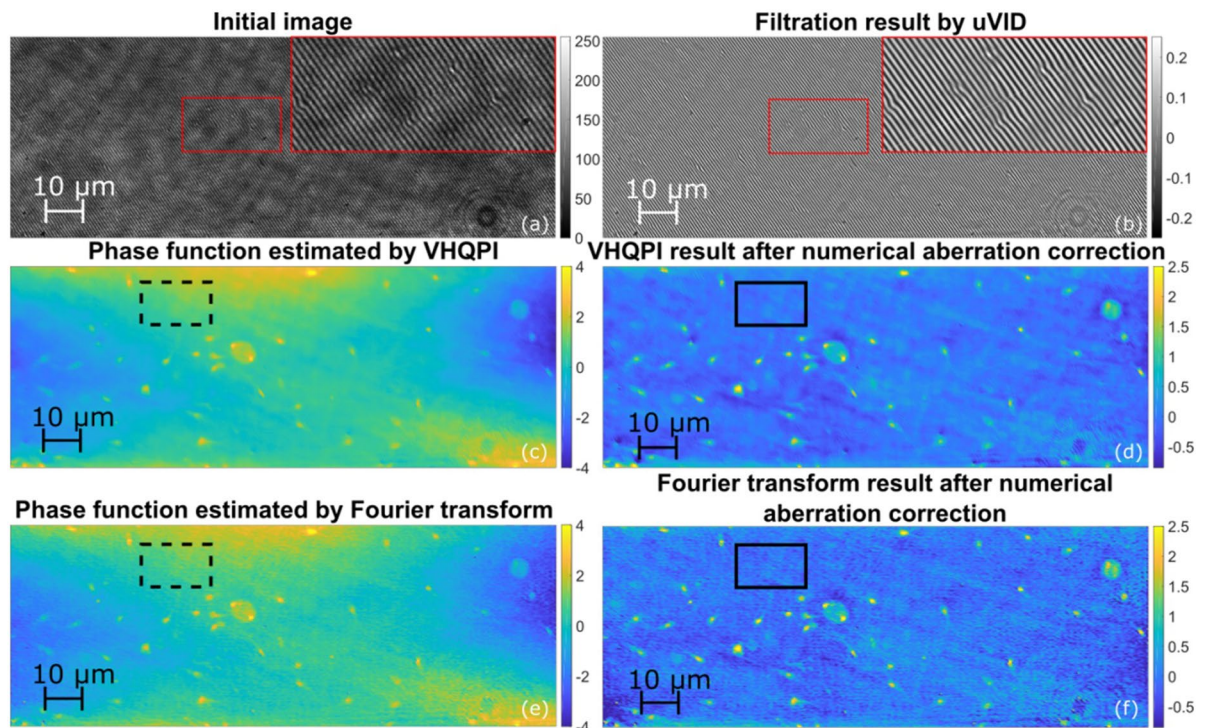 Initial image
Filtration result by uVID
250
200
150
100
50
0
10 μm
(a)
0.2
0.1
0
-0.1
-0.2
10 μm
(b)
Phase function estimated by VHQPI
VHQPI result after numerical aberration correction
4
2
0
-2
-4
10 μm
(c)
2.5
2
1.5
1
0.5
0
-0.5
10 μm
(d)
Phase function estimated by Fourier transform
Fourier transform result after numerical
aberration correction
4
2
0
-2
-4
10 μm
(e)
2.5
2
1.5
1
0.5
0
-0.5
10 μm
(f)